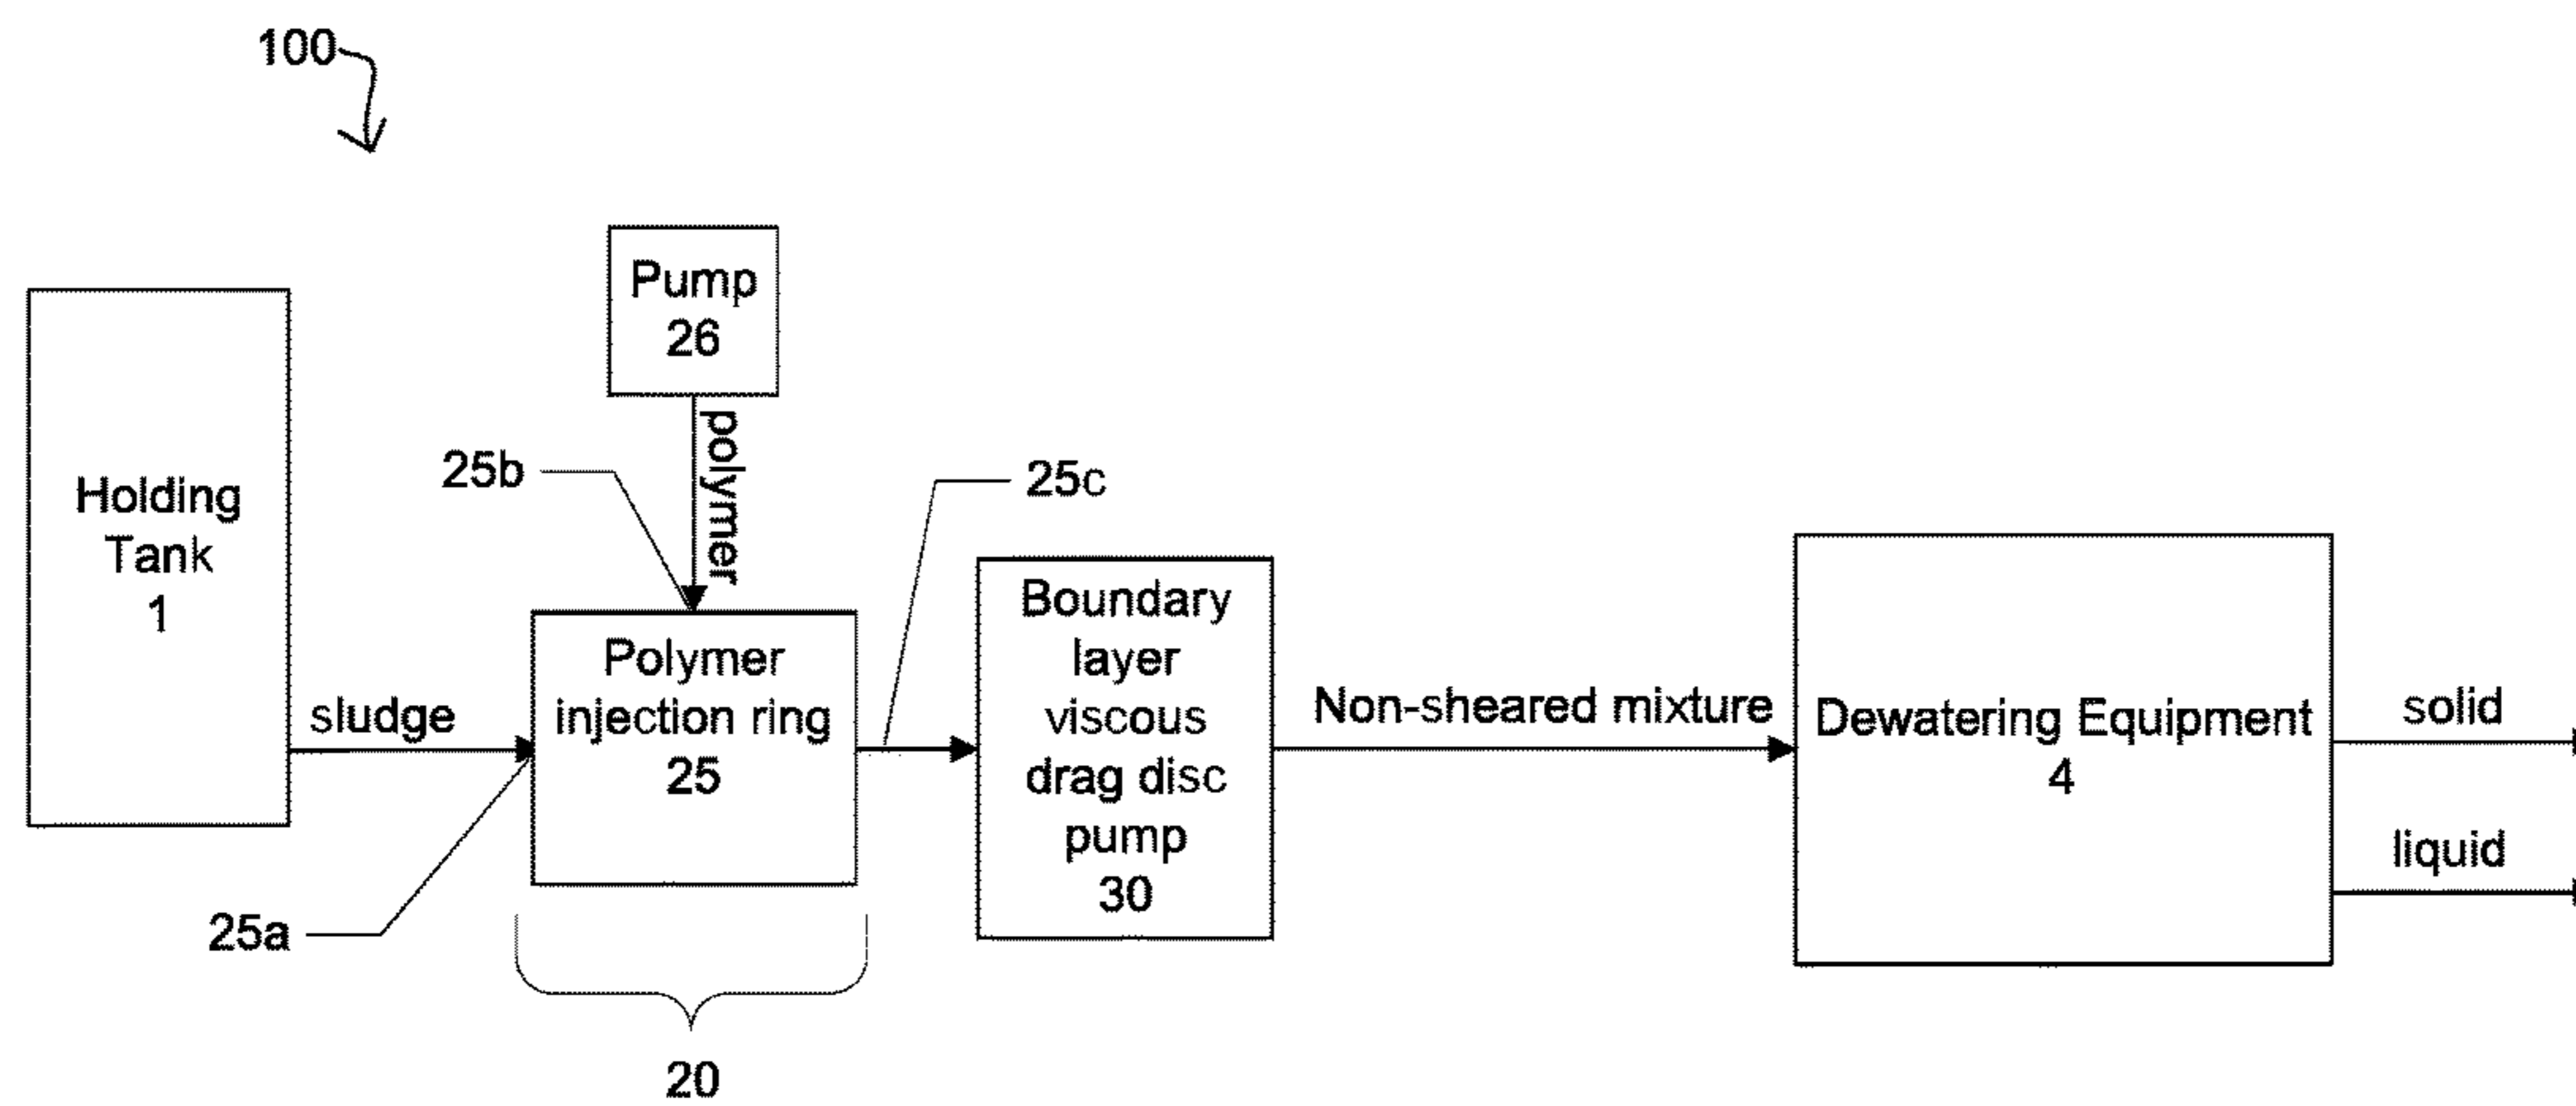 100
Pump
26
polymer
Holding
Tank
1
25b
25c
sludge
25a
Polymer
injection ring
25
20
Boundary
layer
viscous
drag disc
pump
30
Non-sheared mixture
Dewatering Equipment
4
solid
liquid